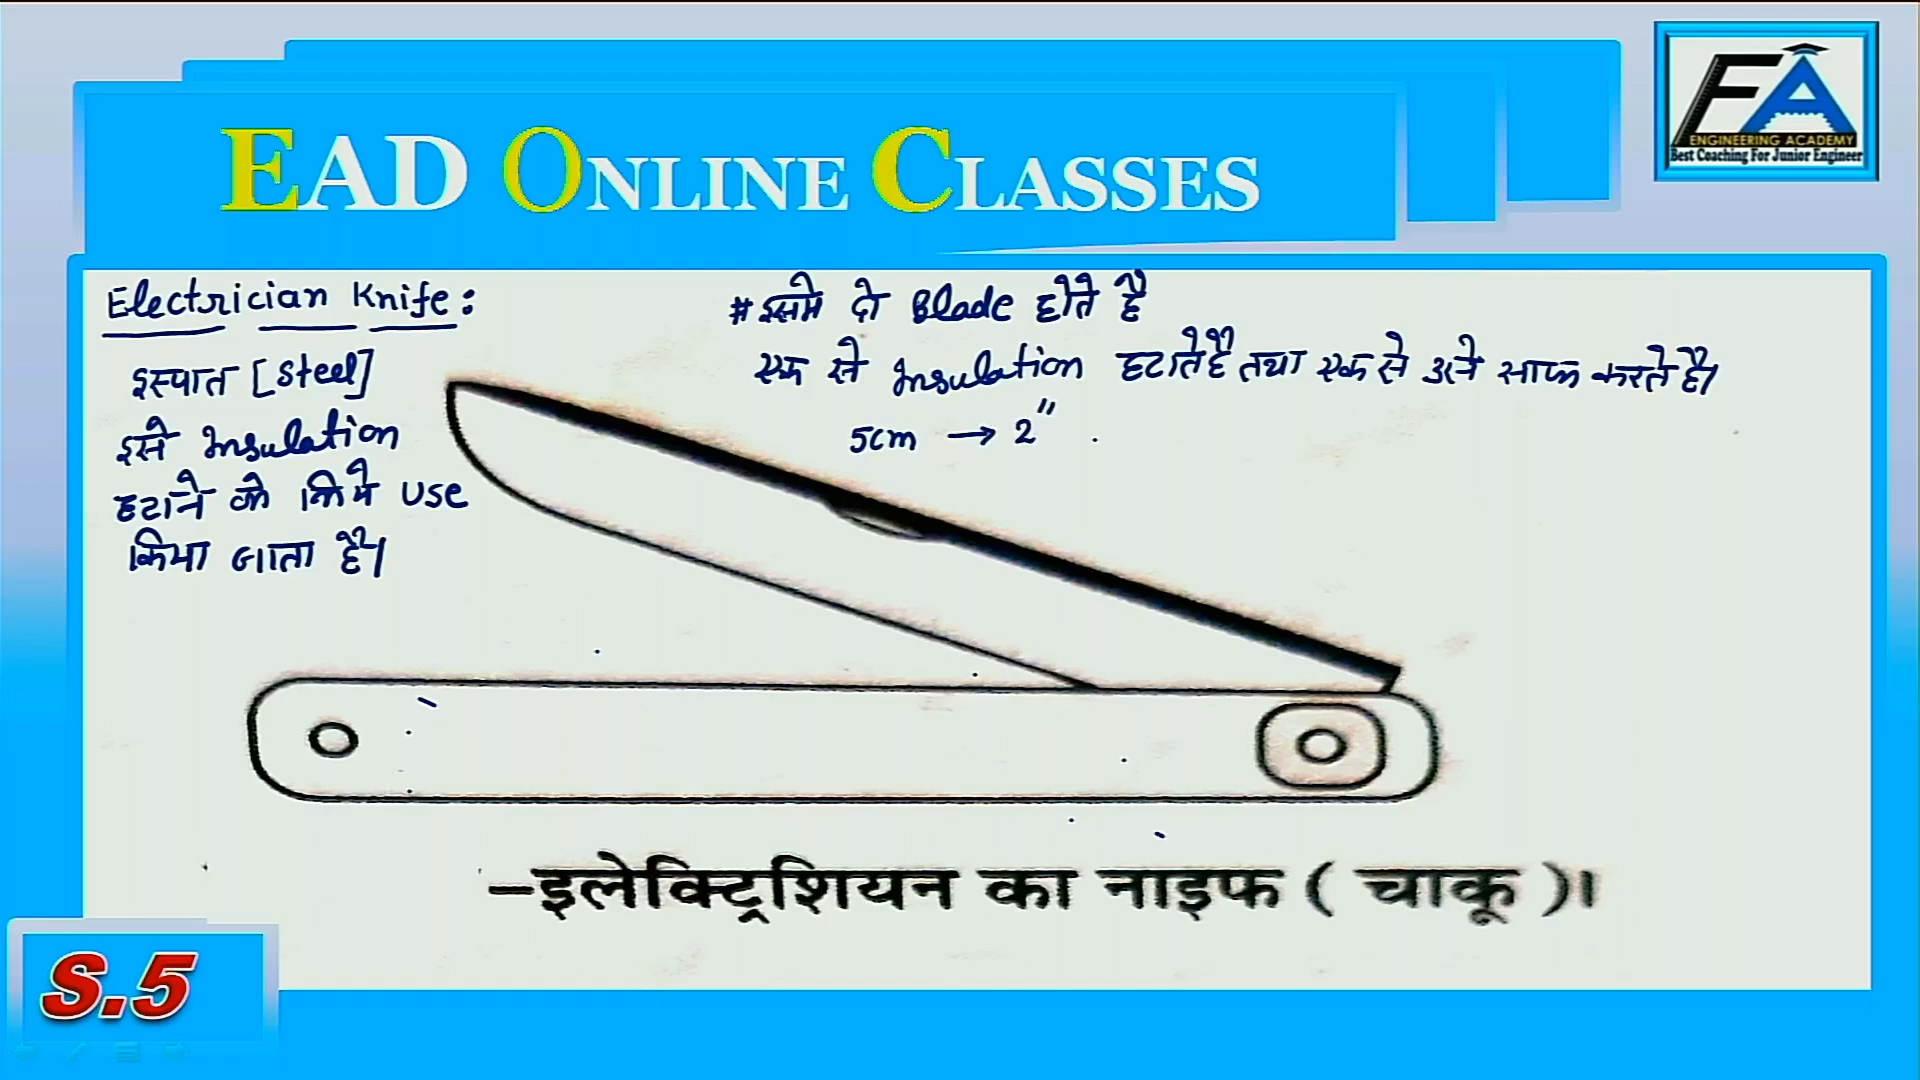 EAD ONLINE CLASSES
FA
ENGINEERING ACADEMY
Best Coaching For Junior Engineer
Electrician Knife:
इस्पात [Steel]
इसे Insulation
हटाने के लिये Use
किया जाता है।
# इसमे दो Blade होते है
एक से Insulation हटाते है तथा एक से उसे साफ करते है।
5cm → 2"
–इलेक्ट्रिशियन का नाइफ ( चाकू )।
S.5